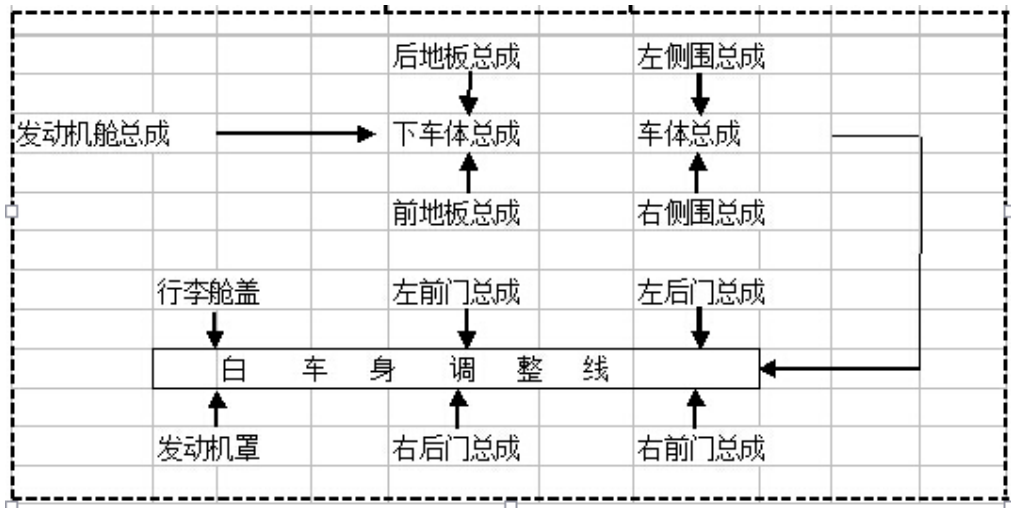 后地板总成 左侧围总成
发动机舱总成 下车体总成 车体总成
前地板总成 右侧围总成
行李舱盖 左前门总成 左后门总成
白车身调整线
发动机罩 右后门总成 右前门总成